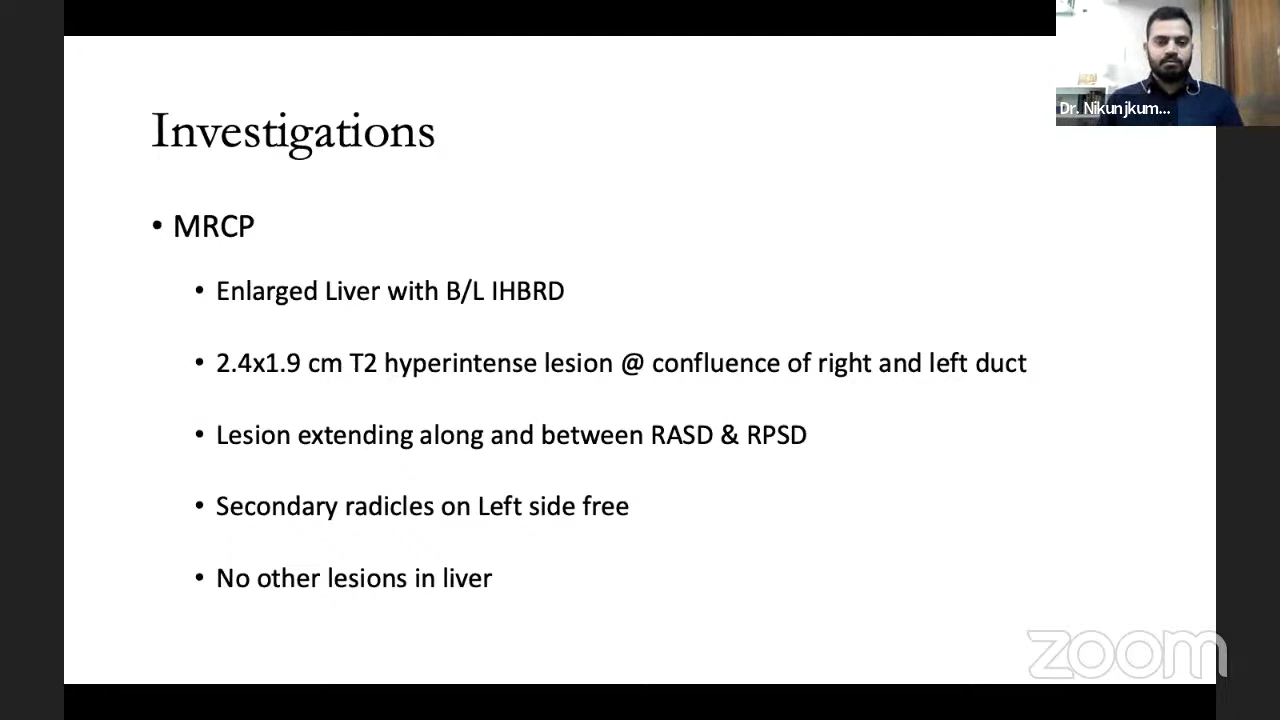 Dr. Nikunjkum...
Investigations
• MRCP
• Enlarged Liver with B/L IHBRD
• 2.4x1.9 cm T2 hyperintense lesion @ confluence of right and left duct
• Lesion extending along and between RASD & RPSD
• Secondary radicles on Left side free
• No other lesions in liver
zoom